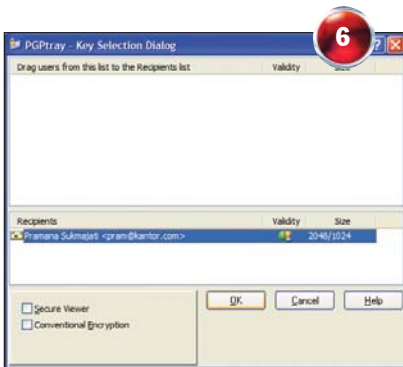 PGPtray - Key Selection Dialog
6
Drag users from this list to the Recipients list Validity Size
Recipients Validity Size
Pramana Sukmajati <pram@kantor.com> 2048/1024
Secure Viewer
Conventional Encryption
OK Cancel Help